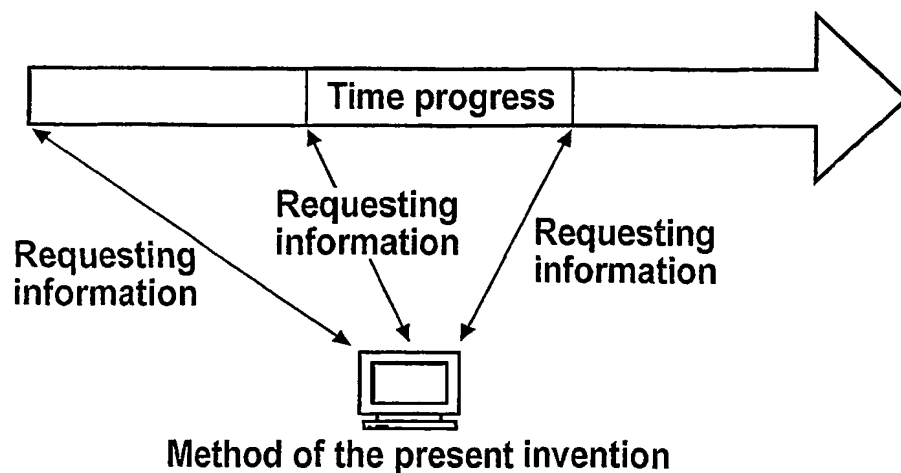 Time progress
Requesting
information
Requesting
information
Requesting
information
Method of the present invention